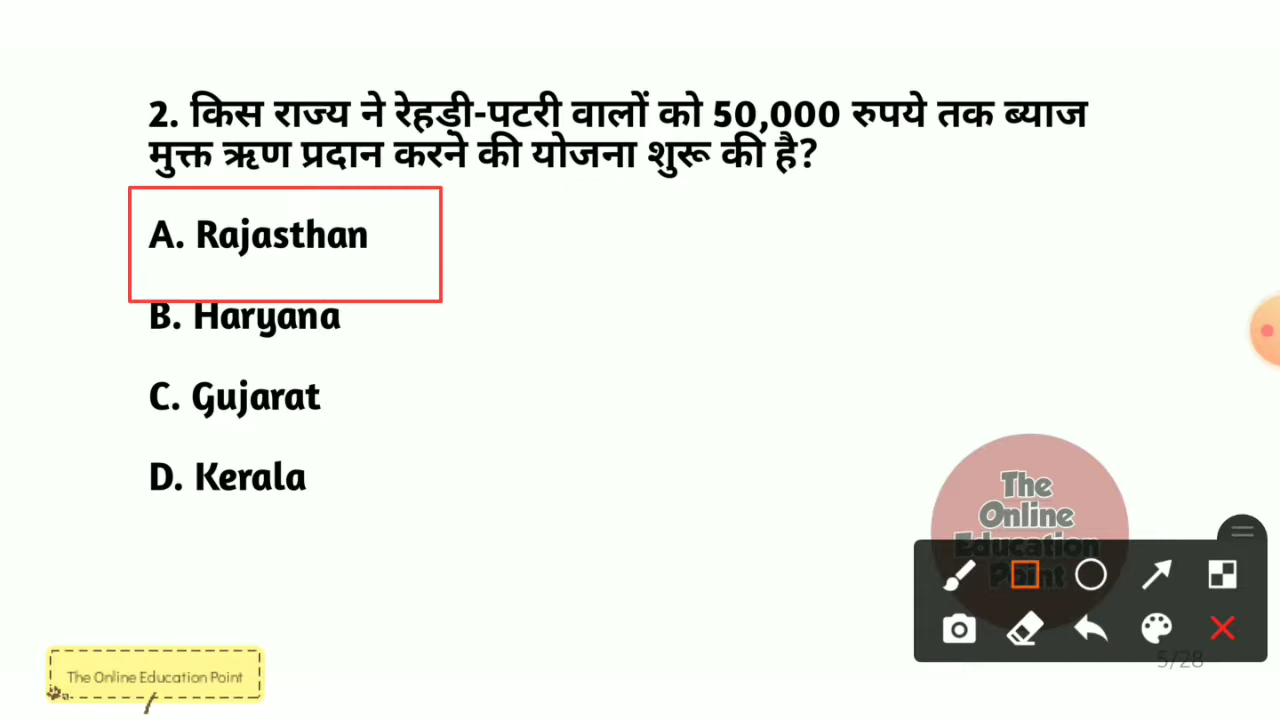 2. किस राज्य ने रेहड़ी-पटरी वालों को 50,000 रुपये तक ब्याज
मुक्त ऋण प्रदान करने की योजना शुरू की है?
A. Rajasthan
B. Haryana
C. Gujarat
D. Kerala
The
Online
Education
Point
5/28
The Online Education Point